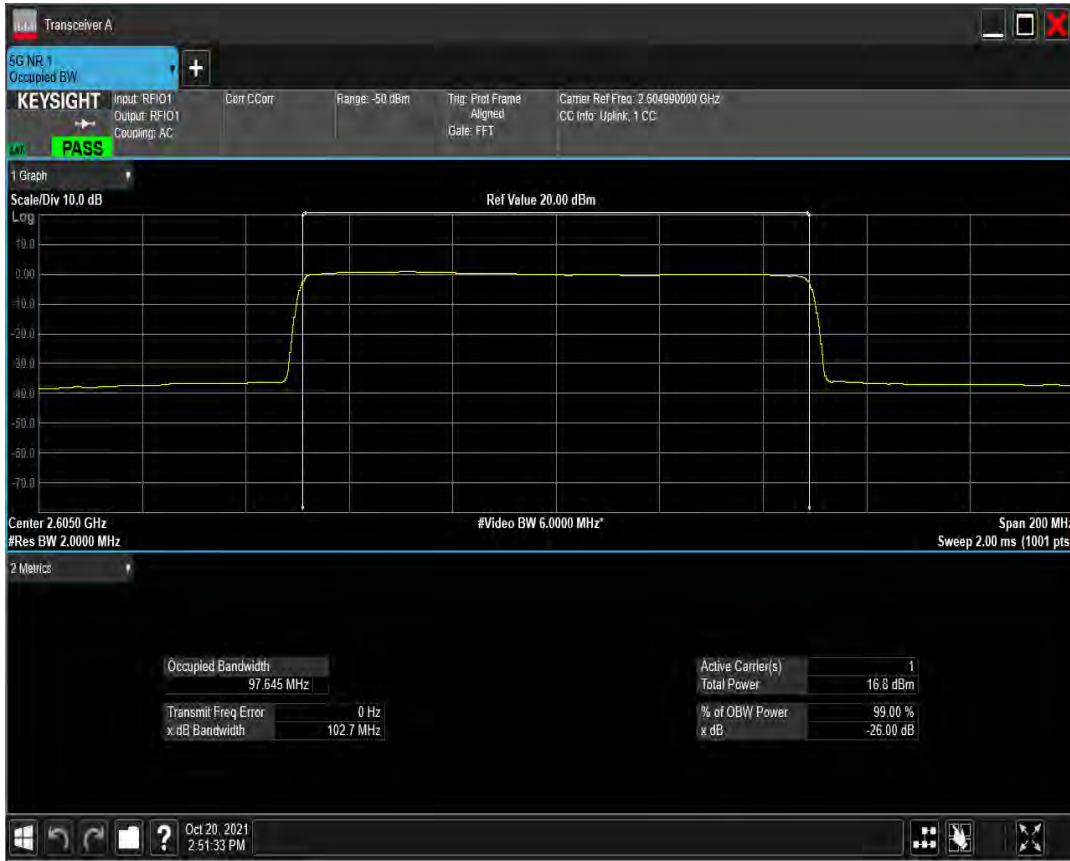 Transceiver A
5G NR 1
Occupied BW
+
KEYSIGHT
PASS
Input: RFIO1
Output: RFIO1
Coupling: AC
Corr CCorr
Range: -50 dBm
Trig: Prot Frame
Aligned
Gate: FFT
Carrier Ref Freq: 2.604990000 GHz
CC Info: Uplink, 1 CC
1 Graph
Scale/Div 10.0 dB
Ref Value 20.00 dBm
Log
10.0
0.00
-10.0
-20.0
-30.0
-40.0
-50.0
-60.0
-70.0
Center 2.6050 GHz
#Video BW 6.0000 MHz*
Span 200 MHz
#Res BW 2.0000 MHz
Sweep 2.00 ms (1001 pts
2 Metrics
Occupied Bandwidth
97.645 MHz
Transmit Freq Error 0 Hz
x dB Bandwidth 102.7 MHz
Active Carrier(s) 1
Total Power 16.8 dBm
% of OBW Power 99.00 %
x dB -26.00 dB
?
Oct 20, 2021
2:51:33 PM